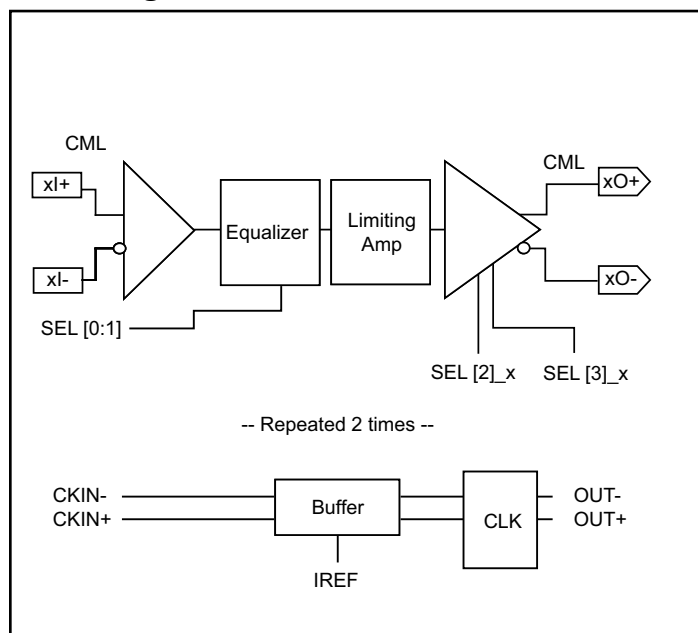 CML
xI+
xI-
SEL [0:1]
Equalizer
Limiting
Amp
CML
xO+
xO-
SEL [2]_x
SEL [3]_x
-- Repeated 2 times --
CKIN-
CKIN+
Buffer
IREF
CLK
OUT-
OUT+